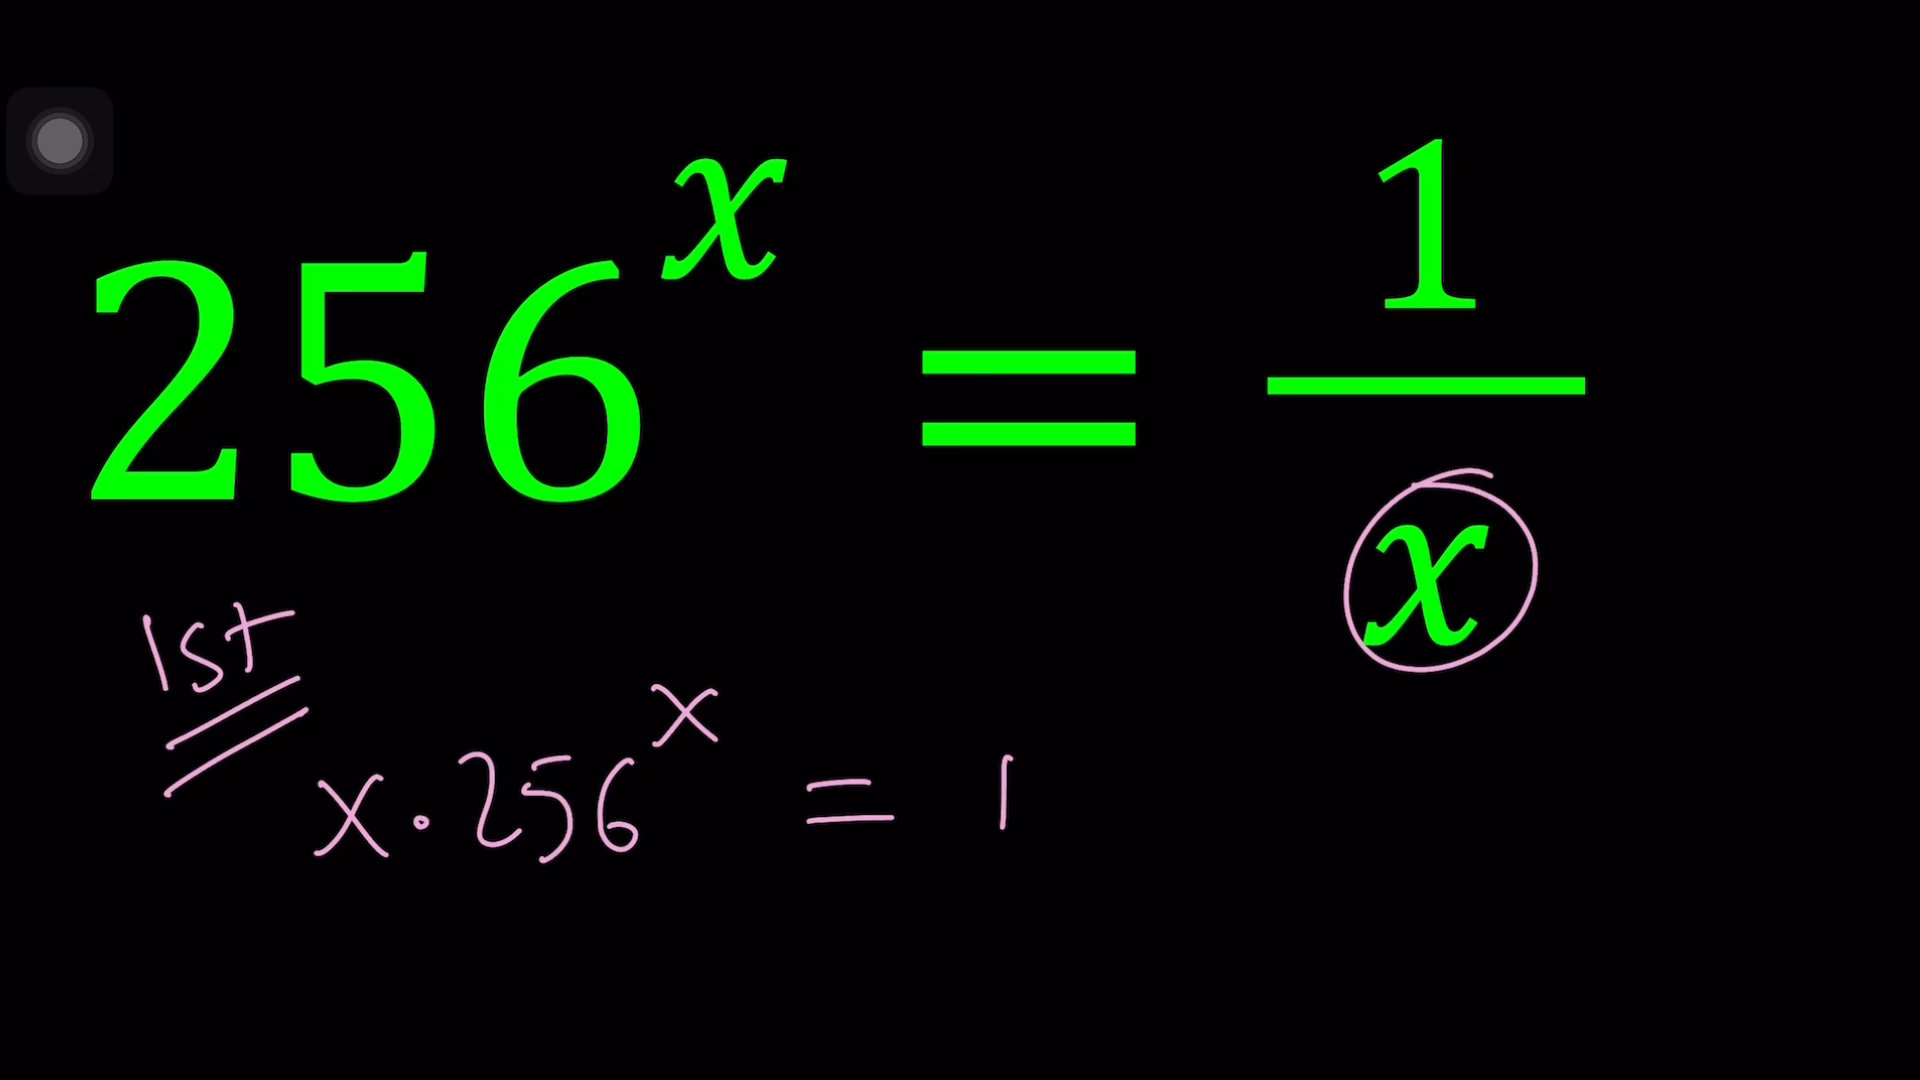 256^x = 1/x
1st
x · 256^x = 1